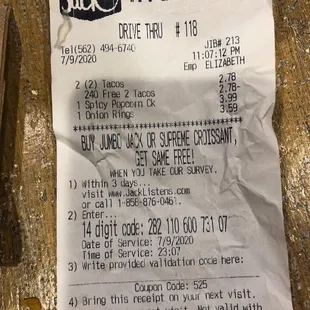 Jack
DRIVE THRU # 118
Tel(562) 494-6740 JIB# 213
7/9/2020 11:07:12 PM
Emp ELIZABETH
2 (2) Tacos 2.78
240 Free 2 Tacos 2.78-
1 Spicy Popcorn Ck 3.99
1 Onion Rings 3.59
BUY JUMBO JACK OR SUPREME CROISSANT,
GET SAME FREE!
WHEN YOU TAKE OUR SURVEY.
1) Within 3 days...
visit www.JackListens.com
or call 1-858-876-0461.
2) Enter...
14 digit code: 282 110 600 731 07
Date of Service: 7/9/2020
Time of Service: 23:07
3) Write provided validation code here:
Coupon Code: 525
4) Bring this receipt on your next visit.
visit. Not valid with